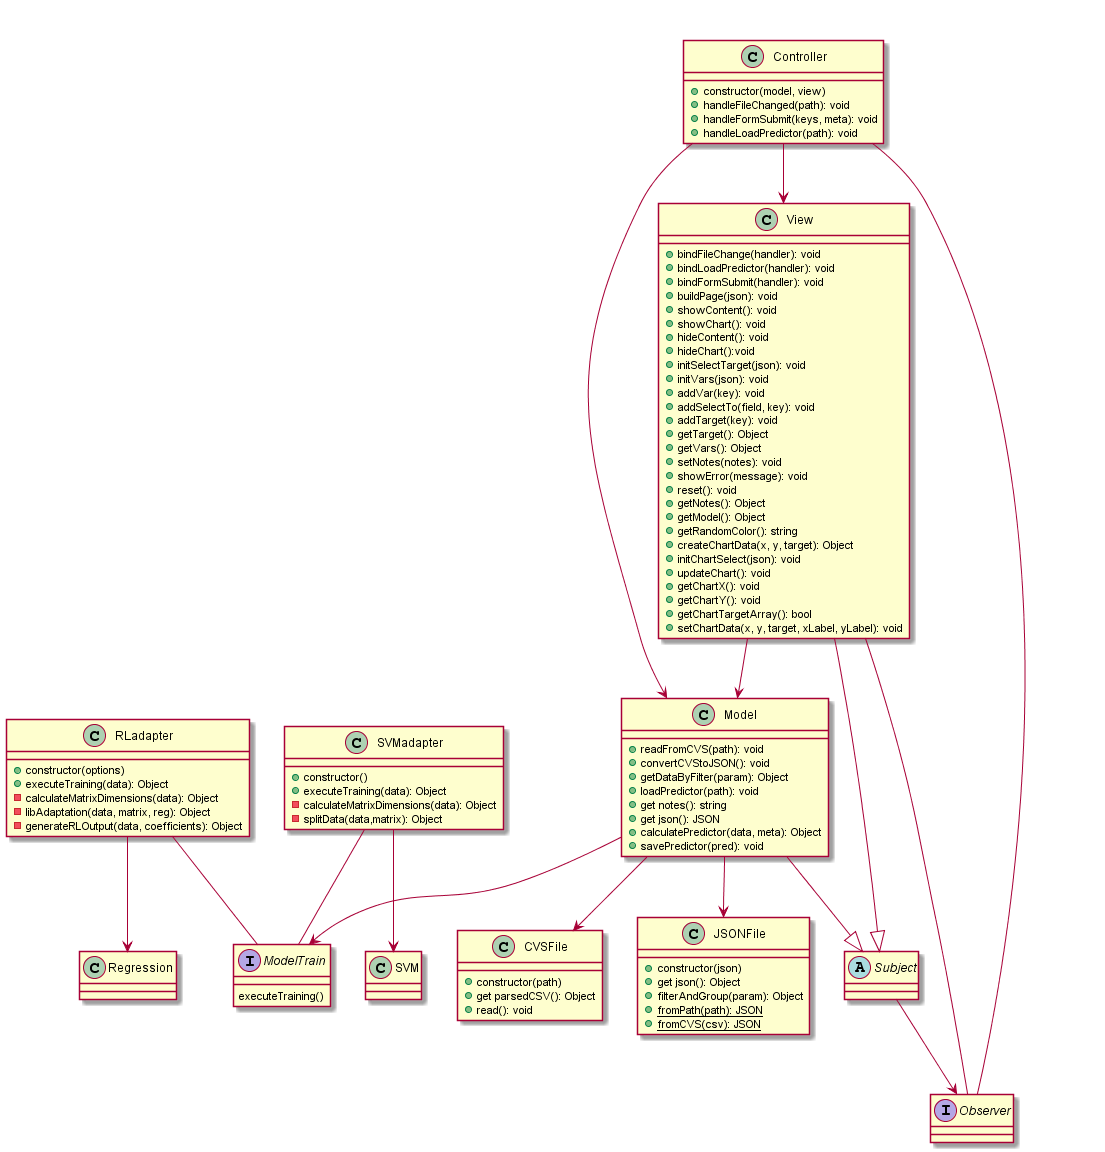 C Controller
constructor(model, view)
handleFileChanged(path): void
handleFormSubmit(keys, meta): void
handleLoadPredictor(path): void
C View
bindFileChange(handler): void
bindLoadPredictor(handler): void
bindFormSubmit(handler): void
buildPage(json): void
showContent(): void
showChart(): void
hideContent(): void
hideChart():void
initSelectTarget(json): void
initVars(json): void
addVar(key): void
addSelectTo(field, key): void
addTarget(key): void
getTarget(): Object
getVars(): Object
setNotes(notes): void
showError(message): void
reset(): void
getNotes(): Object
getModel(): Object
getRandomColor(): string
createChartData(x, y, target): Object
initChartSelect(json): void
updateChart(): void
getChartX(): void
getChartY(): void
getChartTargetArray(): bool
setChartData(x, y, target, xLabel, yLabel): void
C RLadapter
constructor(options)
executeTraining(data): Object
calculateMatrixDimensions(data): Object
libAdaptation(data, matrix, reg): Object
generateRLOutput(data, coefficients): Object
C SVMadapter
constructor()
executeTraining(data): Object
calculateMatrixDimensions(data): Object
splitData(data,matrix): Object
C Model
readFromCVS(path): void
convertCVStoJSON(): void
getDataByFilter(param): Object
loadPredictor(path): void
get notes(): string
get json(): JSON
calculatePredictor(data, meta): Object
savePredictor(pred): void
C Regression
I ModelTrain
executeTraining()
C SVM
C CVSFile
constructor(path)
get parsedCSV(): Object
read(): void
C JSONFile
constructor(json)
get json(): Object
filterAndGroup(param): Object
fromPath(path): JSON
fromCVS(csv): JSON
A Subject
I Observer